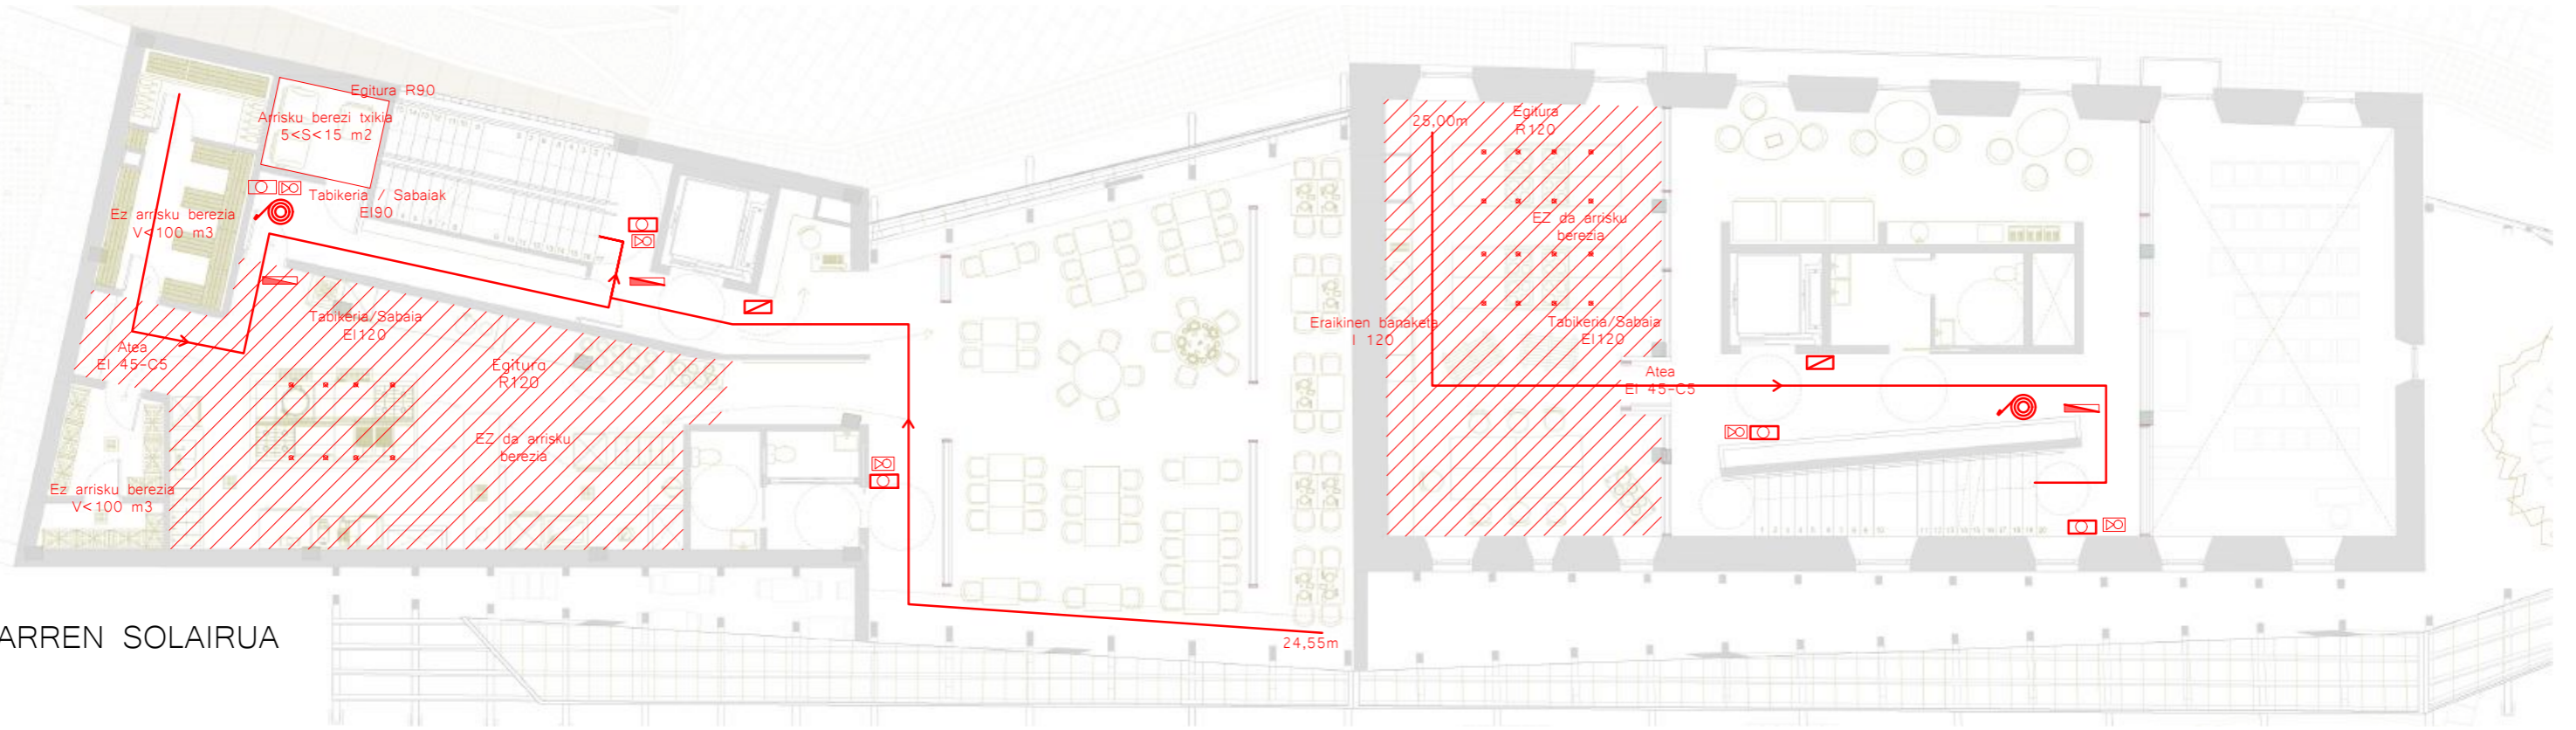 Egitura R90
Arrisku berezi txikia
5<S<15 m2
Tabikeria / Sabaiak
EI90
Ez arrisku berezia
V<100 m3
Tabikeria/Sabaia
EI120
Atea
EI 45-C5
Egitura
R120
EZ da arrisku
berezia
Ez arrisku berezia
V<100 m3
24,55m
25,00m
Egitura
R120
EZ da arrisku
berezia
Eraikinen banaketa
I 120
Tabikeria/Sabaia
EI120
Atea
EI 45-C5
ARREN SOLAIRUA